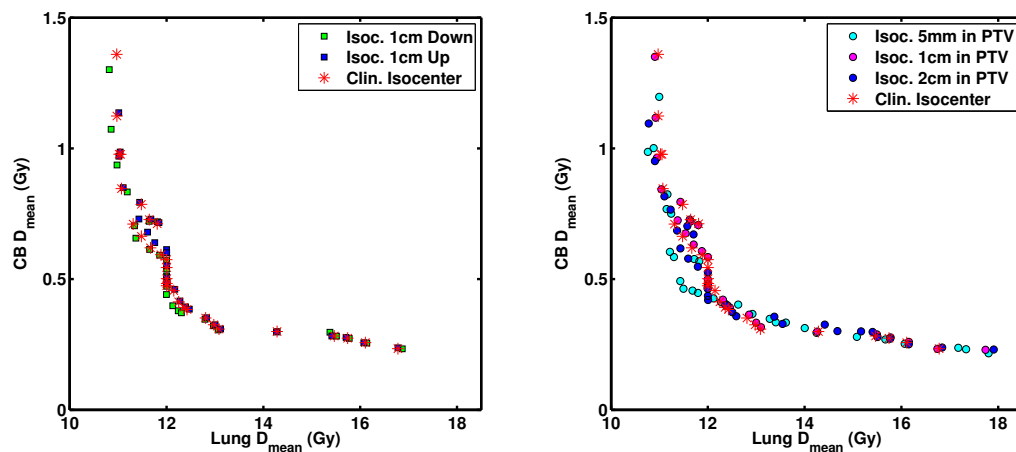 1.5
1
0.5
0
CB D_mean (Gy)
10 12 14 16 18
Lung D_mean (Gy)
Isoc. 1cm Down
Isoc. 1cm Up
Clin. Isocenter
1.5
1
0.5
0
CB D_mean (Gy)
10 12 14 16 18
Lung D_mean (Gy)
Isoc. 5mm in PTV
Isoc. 1cm in PTV
Isoc. 2cm in PTV
Clin. Isocenter